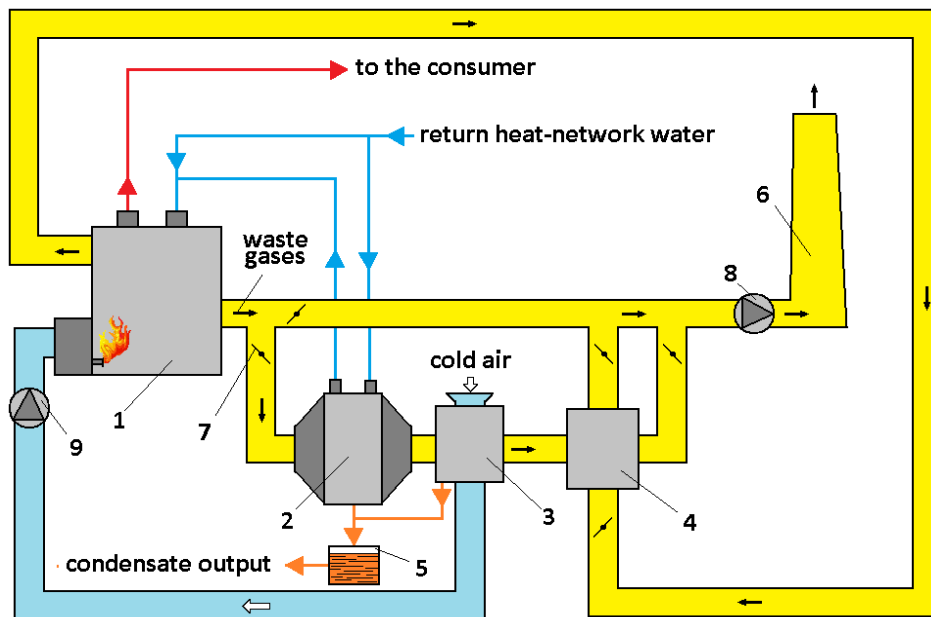 to the consumer
return heat-network water
6
waste
gases
8
cold air
1
7
9
2
3
4
5
condensate output